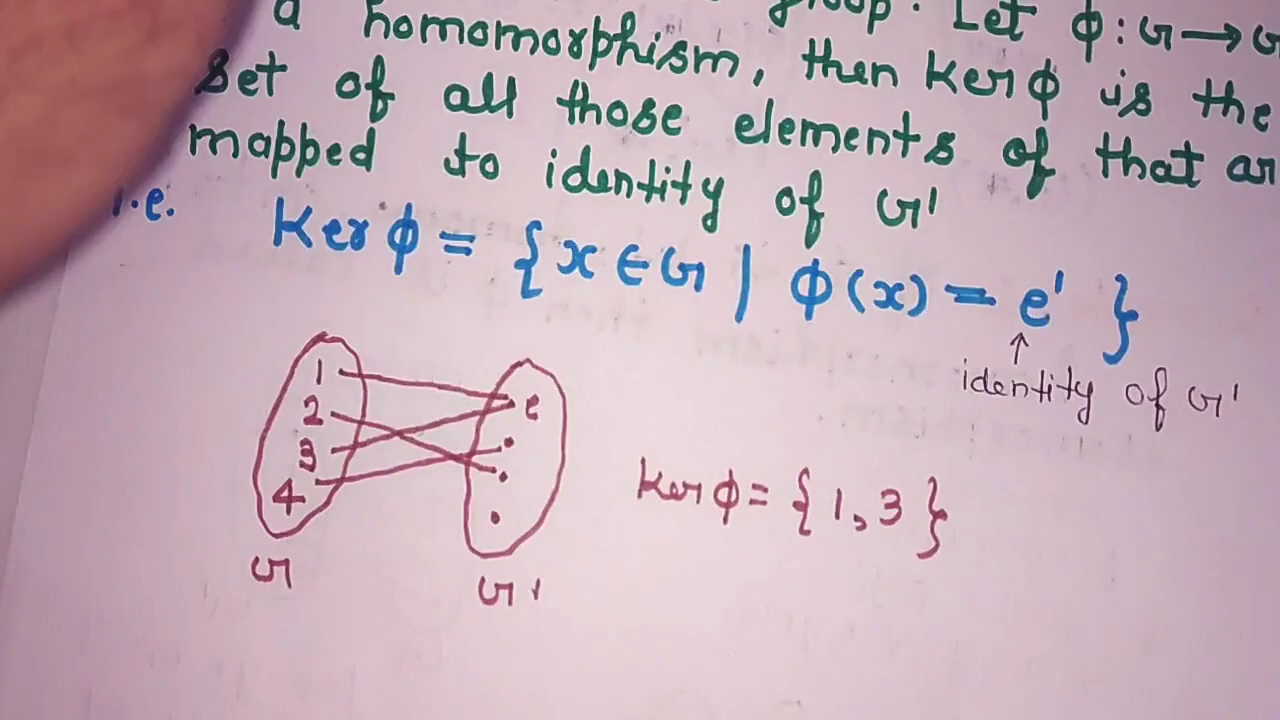 group. Let ϕ : G → G
a homomorphism, then Ker ϕ is the
set of all those elements of that ar
mapped to identity of G'
i.e. Ker ϕ = { x ∈ G | ϕ(x) = e' }
↑
identity of G'
1
2
3
4
e
G
G'
Ker ϕ = { 1, 3 }